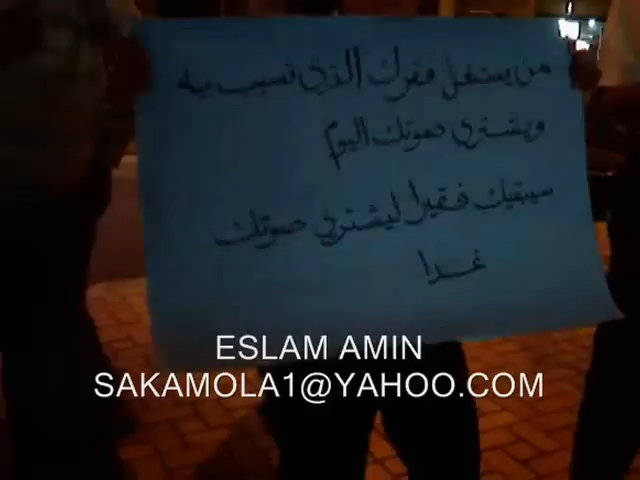 من يستغل فقرك الذي تسبب به
ويشتري صوتك اليوم
سيبقيك فقيرا ليشتري صوتك
غدا
ESLAM AMIN
SAKAMOLA1@YAHOO.COM